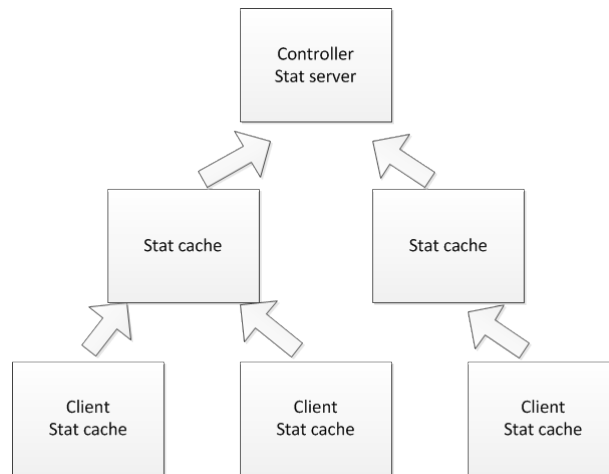 Controller
Stat server
Stat cache
Stat cache
Client
Stat cache
Client
Stat cache
Client
Stat cache